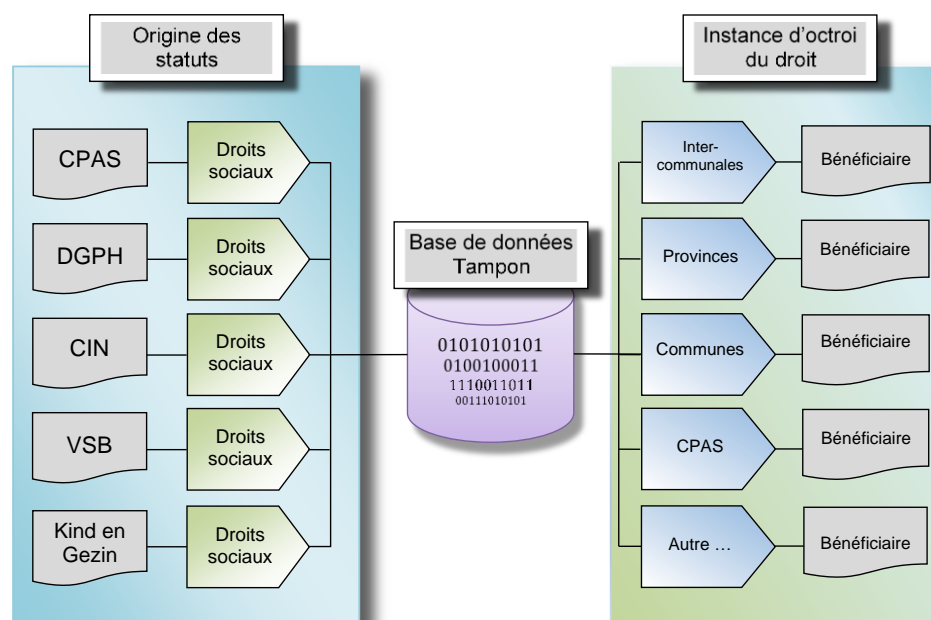 Origine des
statuts
CPAS
Droits
sociaux
DGPH
Droits
sociaux
CIN
Droits
sociaux
VSB
Droits
sociaux
Kind en
Gezin
Droits
sociaux
Base de données
Tampon
0101010101
0100100011
1110011011
00111010101
Instance d'octroi
du droit
Inter-
communales
Bénéficiaire
Provinces
Bénéficiaire
Communes
Bénéficiaire
CPAS
Bénéficiaire
Autre ...
Bénéficiaire